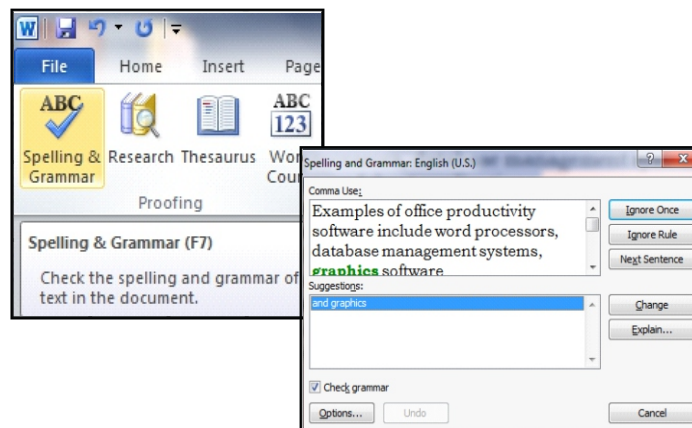 W
File Home Insert Page
ABC ABC
123
Spelling & Research Thesaurus Wor
Grammar Cou
Proofing
Spelling & Grammar (F7)
Check the spelling and grammar of
text in the document.
Spelling and Grammar: English (U.S.)
Comma Use:
Examples of office productivity
software include word processors,
database management systems,
graphics software
Ignore Once
Ignore Rule
Next Sentence
Suggestions:
and graphics
Change
Explain...
Check grammar
Options... Undo Cancel